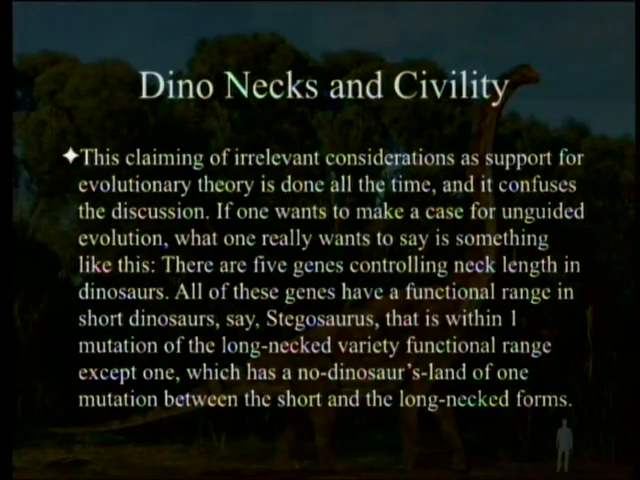 Dino Necks and Civility
✦This claiming of irrelevant considerations as support for
evolutionary theory is done all the time, and it confuses
the discussion. If one wants to make a case for unguided
evolution, what one really wants to say is something
like this: There are five genes controlling neck length in
dinosaurs. All of these genes have a functional range in
short dinosaurs, say, Stegosaurus, that is within 1
mutation of the long-necked variety functional range
except one, which has a no-dinosaur's-land of one
mutation between the short and the long-necked forms.